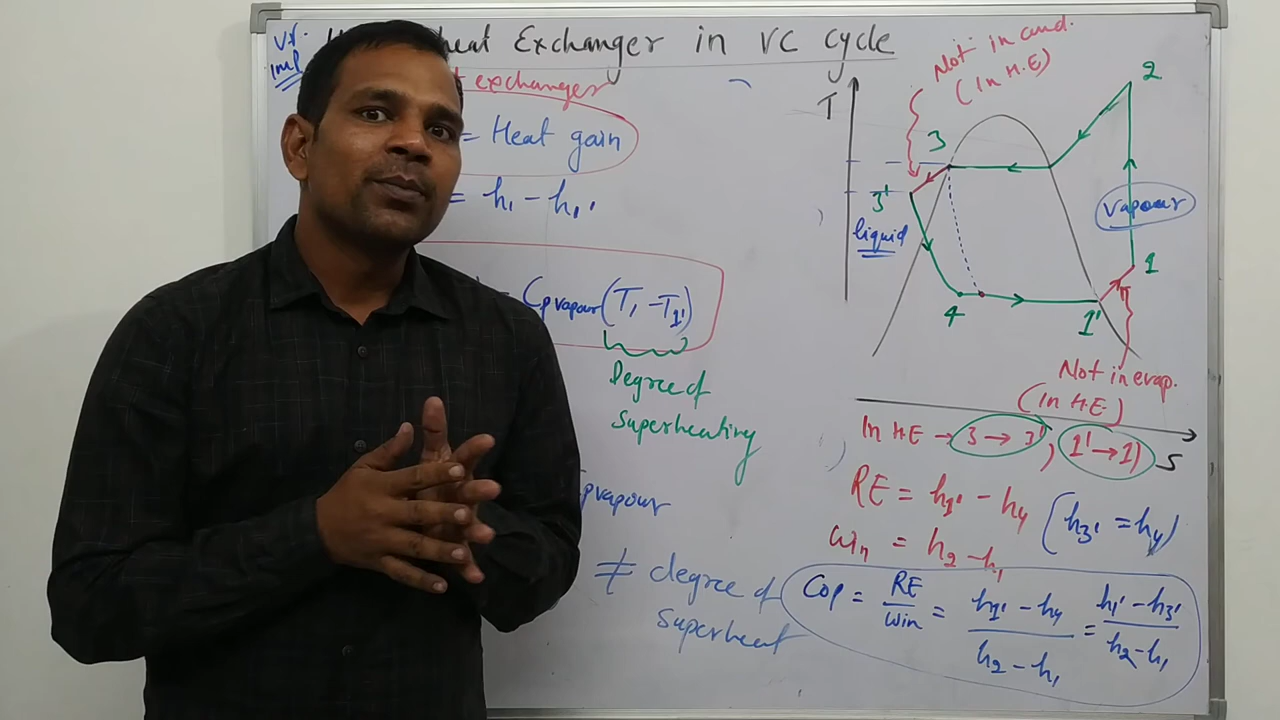 v.v.
Imp
heat Exchanger in VC cycle
exchanger
= Heat gain
= h₁ - h₁'
Cp vapour (T₁ - T₁')
Degree of
Superheating
vapour
≠ degree of
superheat
Not in cond.
(In H.E)
T
2
3
3'
liquid
vapour
1
4
1'
Not in evap.
(In H.E)
In HE → 3 → 3', 1' → 1)
S
RE = h₁' - h₄ (h₃' = h₄)
Win = h₂ - h₁
COP = RE/Win = h₁' - h₄ / h₂ - h₁ = h₁' - h₃' / h₂ - h₁